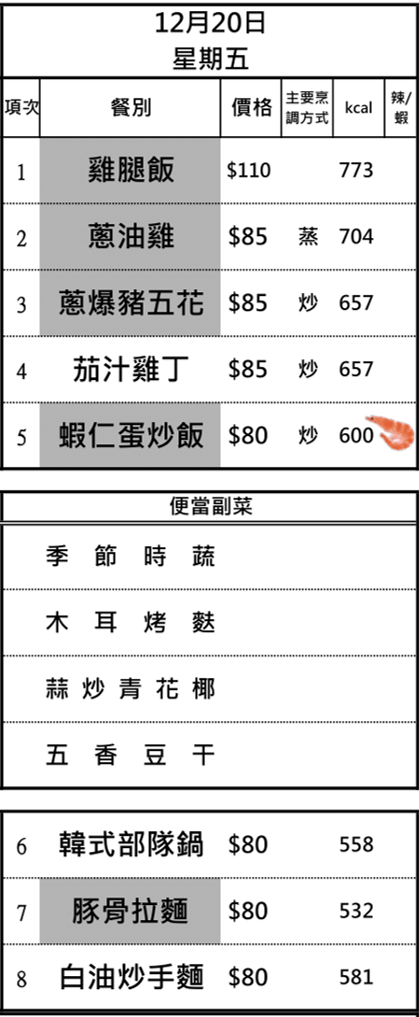 12月20日
星期五
項次 餐別 價格 主要烹調方式 kcal 辣/蝦
1 雞腿飯 $110 773
2 蔥油雞 $85 蒸 704
3 蔥爆豬五花 $85 炒 657
4 茄汁雞丁 $85 炒 657
5 蝦仁蛋炒飯 $80 炒 600
便當副菜
季節時蔬
木耳烤麩
蒜炒青花椰
五香豆干
6 韓式部隊鍋 $80 558
7 豚骨拉麵 $80 532
8 白油炒手麵 $80 581